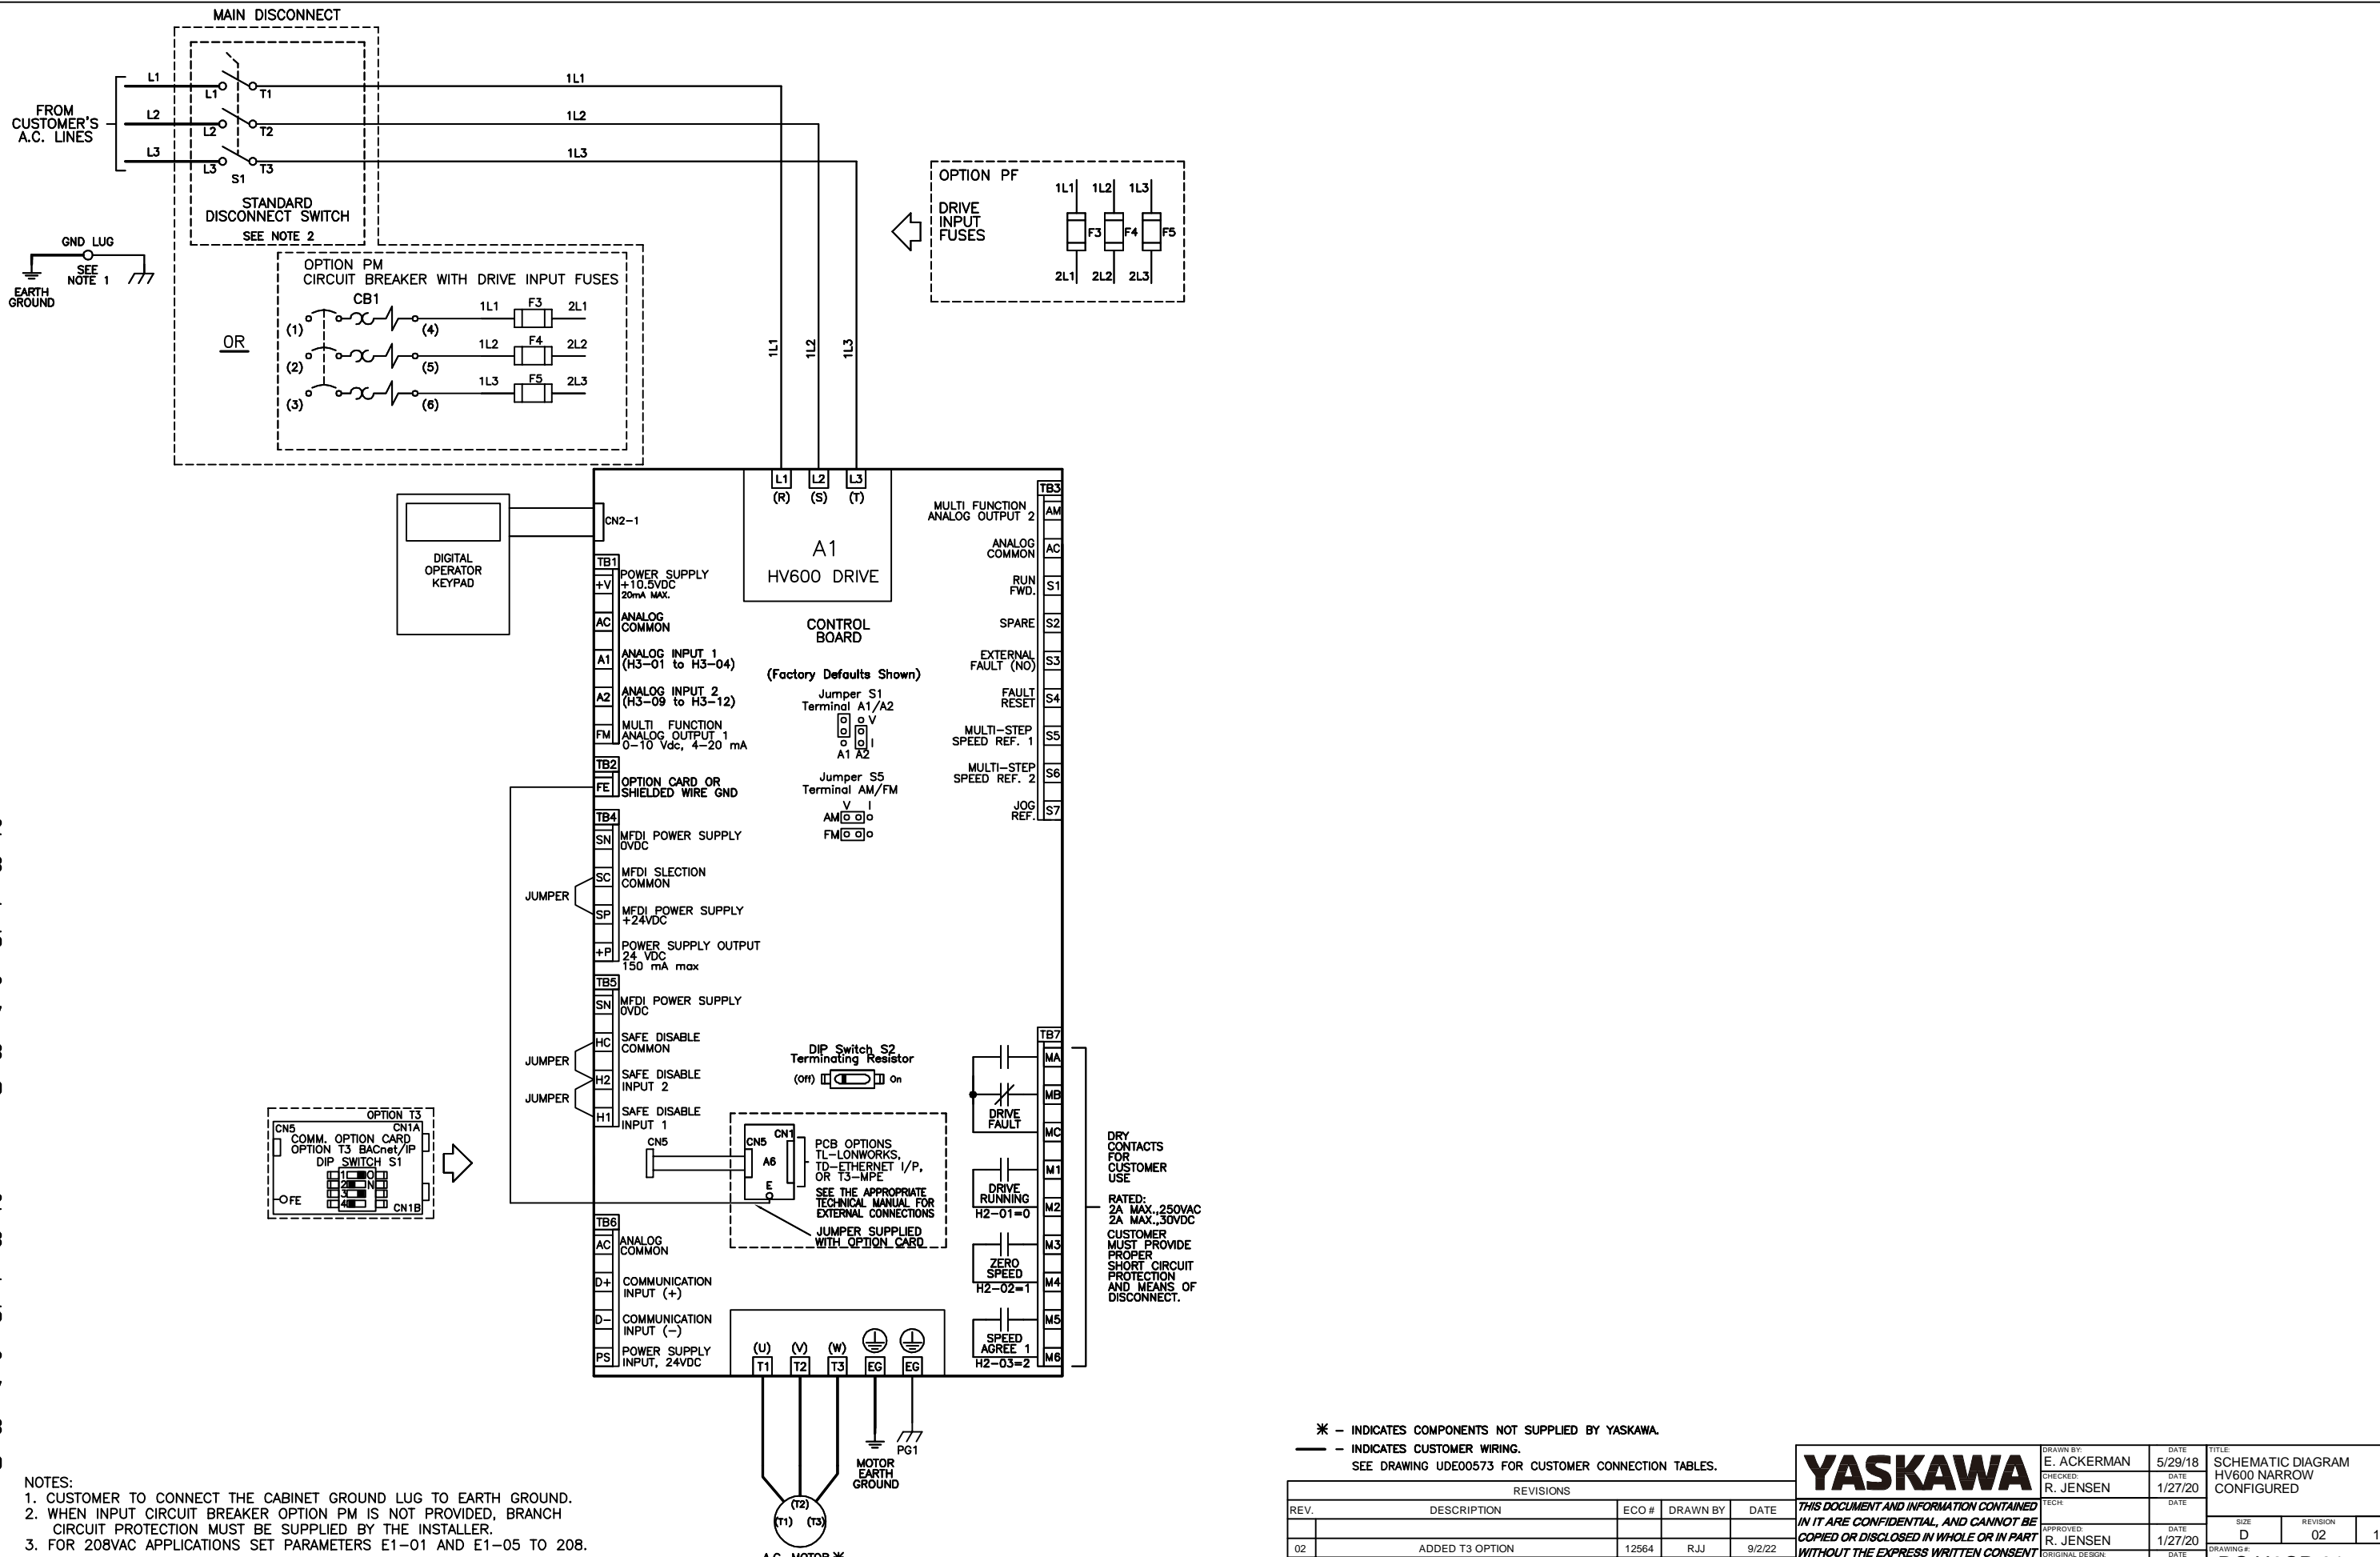 MAIN DISCONNECT
FROM
CUSTOMER'S
A.C. LINES
L1
L2
L3
L1
L2
L3
T1
T2
T3
S1
1L1
1L2
1L3
STANDARD
DISCONNECT SWITCH
SEE NOTE 2
GND LUG
SEE
NOTE 1
EARTH
GROUND
OR
OPTION PM
CIRCUIT BREAKER WITH DRIVE INPUT FUSES
CB1
(1) (4) 1L1 F3 2L1
(2) (5) 1L2 F4 2L2
(3) (6) 1L3 F5 2L3
OPTION PF
DRIVE
INPUT
FUSES
1L1 1L2 1L3
F3 F4 F5
2L1 2L2 2L3
1L1
1L2
1L3
L1 L2 L3
(R) (S) (T)
A1
HV600 DRIVE
DIGITAL
OPERATOR
KEYPAD
CN2-1
TB1
+V POWER SUPPLY
+10.5VDC
20mA MAX.
AC ANALOG
COMMON
A1 ANALOG INPUT 1
(H3-01 to H3-04)
A2 ANALOG INPUT 2
(H3-09 to H3-12)
FM MULTI FUNCTION
ANALOG OUTPUT 1
0-10 Vdc, 4-20 mA
TB2
FE OPTION CARD OR
SHIELDED WIRE GND
TB4
SN MFDI POWER SUPPLY
0VDC
SC MFDI SLECTION
COMMON
JUMPER
SP MFDI POWER SUPPLY
+24VDC
+P POWER SUPPLY OUTPUT
24 VDC
150 mA max
TB5
SN MFDI POWER SUPPLY
0VDC
HC SAFE DISABLE
COMMON
JUMPER
H2 SAFE DISABLE
INPUT 2
JUMPER
H1 SAFE DISABLE
INPUT 1
TB6
AC ANALOG
COMMON
D+ COMMUNICATION
INPUT (+)
D- COMMUNICATION
INPUT (-)
PS POWER SUPPLY
INPUT, 24VDC
CONTROL
BOARD
(Factory Defaults Shown)
Jumper S1
Terminal A1/A2
V
I
A1 A2
Jumper S5
Terminal AM/FM
V I
AM
FM
DIP Switch S2
Terminating Resistor
(Off) On
CN5
CN5 CN1
A6
E
PCB OPTIONS
TL-LONWORKS,
TD-ETHERNET I/P,
OR T3-MPE
SEE THE APPROPRIATE
TECHNICAL MANUAL FOR
EXTERNAL CONNECTIONS
JUMPER SUPPLIED
WITH OPTION CARD
OPTION T3
CN5 CN1A
COMM. OPTION CARD
OPTION T3 BACnet/IP
DIP SWITCH S1
1 O
2 N
3
4
FE
CN1B
TB3
MULTI FUNCTION
ANALOG OUTPUT 2 AM
ANALOG
COMMON AC
RUN
FWD. S1
SPARE S2
EXTERNAL
FAULT (NO) S3
FAULT
RESET S4
MULTI-STEP
SPEED REF. 1 S5
MULTI-STEP
SPEED REF. 2 S6
JOG
REF. S7
TB7
MA
MB
DRIVE
FAULT
MC
M1
DRIVE
RUNNING
M2
H2-01=0
M3
ZERO
SPEED
M4
H2-02=1
M5
SPEED
AGREE 1
M6
H2-03=2
DRY
CONTACTS
FOR
CUSTOMER
USE
RATED:
2A MAX.,250VAC
2A MAX.,30VDC
CUSTOMER
MUST PROVIDE
PROPER
SHORT CIRCUIT
PROTECTION
AND MEANS OF
DISCONNECT.
(U) (V) (W)
T1 T2 T3 EG EG
PG1
MOTOR
EARTH
GROUND
(T2)
(T1) (T3)
A.C. MOTOR *
NOTES:
1. CUSTOMER TO CONNECT THE CABINET GROUND LUG TO EARTH GROUND.
2. WHEN INPUT CIRCUIT BREAKER OPTION PM IS NOT PROVIDED, BRANCH
CIRCUIT PROTECTION MUST BE SUPPLIED BY THE INSTALLER.
3. FOR 208VAC APPLICATIONS SET PARAMETERS E1-01 AND E1-05 TO 208.
* - INDICATES COMPONENTS NOT SUPPLIED BY YASKAWA.
- INDICATES CUSTOMER WIRING.
SEE DRAWING UDE00573 FOR CUSTOMER CONNECTION TABLES.
REVISIONS
REV. DESCRIPTION ECO # DRAWN BY DATE
02 ADDED T3 OPTION 12564 RJJ 9/2/22
YASKAWA
THIS DOCUMENT AND INFORMATION CONTAINED
IN IT ARE CONFIDENTIAL, AND CANNOT BE
COPIED OR DISCLOSED IN WHOLE OR IN PART
WITHOUT THE EXPRESS WRITTEN CONSENT
DRAWN BY: DATE
E. ACKERMAN 5/29/18
CHECKED: DATE
R. JENSEN 1/27/20
TECH: DATE
APPROVED: DATE
R. JENSEN 1/27/20
ORIGINAL DESIGN: DATE
TITLE:
SCHEMATIC DIAGRAM
HV600 NARROW
CONFIGURED
SIZE REVISION
D 02 1
DRAWING #: